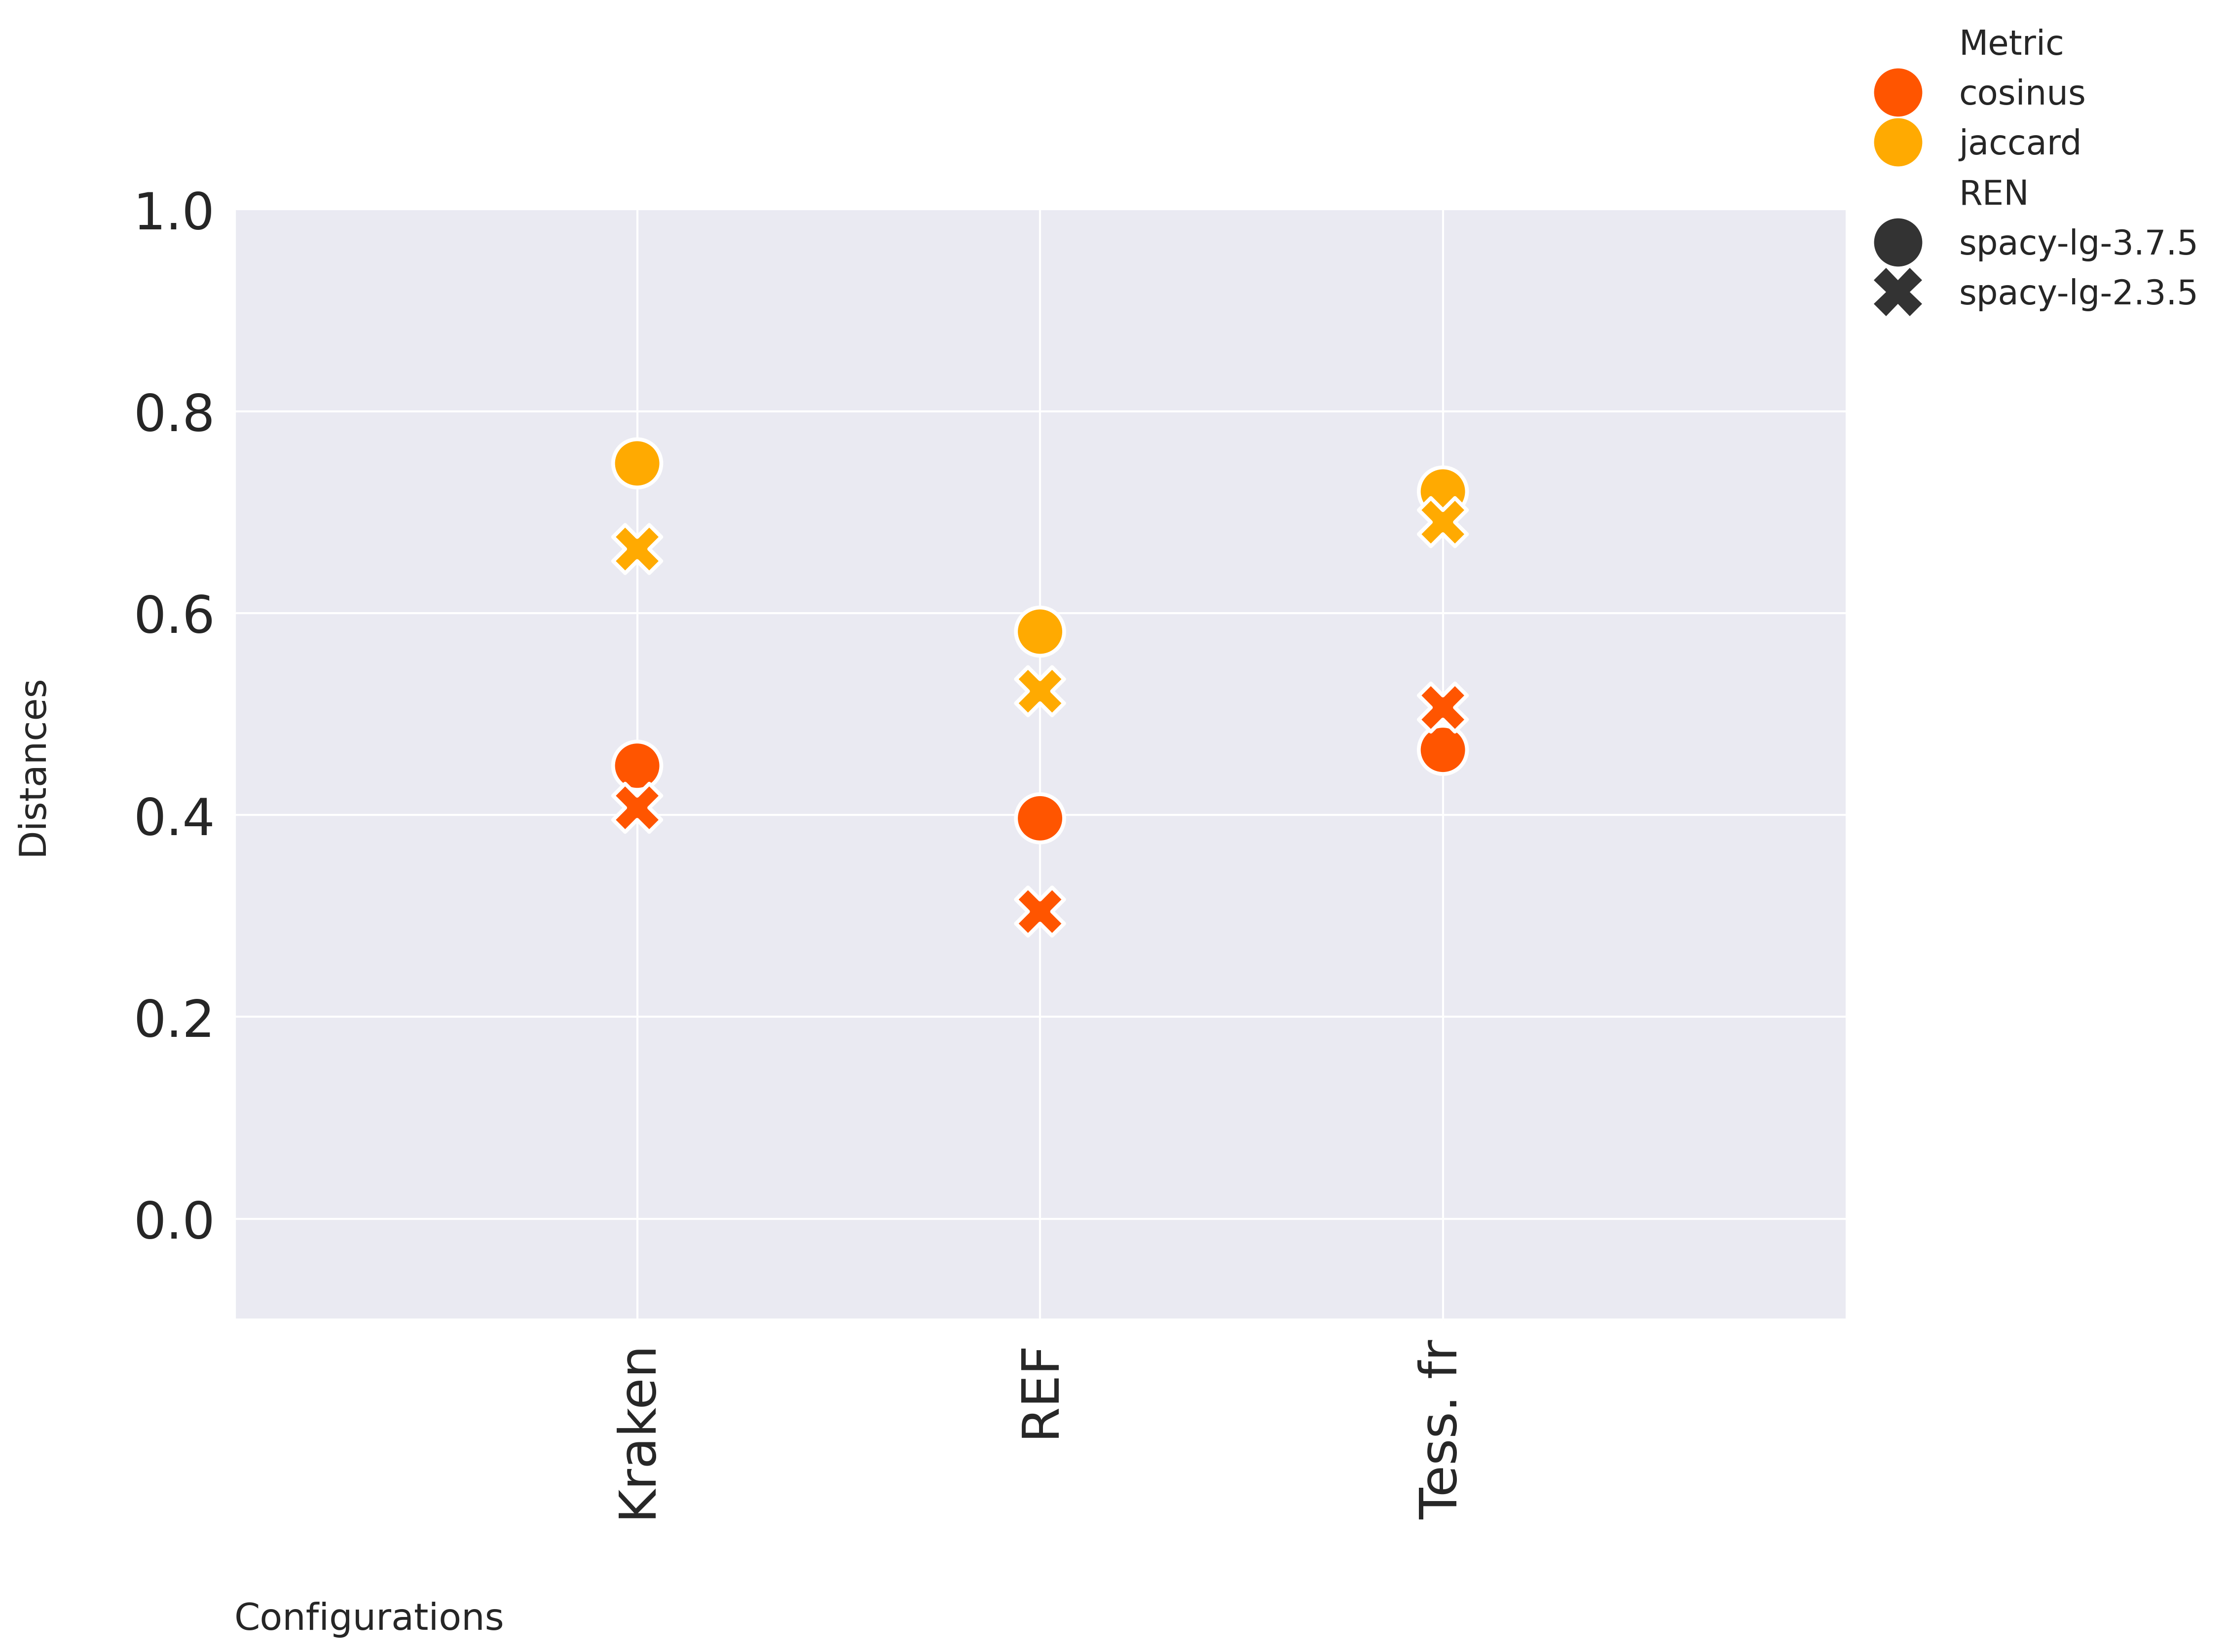 Metric
cosinus
jaccard
REN
spacy-lg-3.7.5
spacy-lg-2.3.5
1.0
0.8
0.6
0.4
0.2
0.0
Distances
Kraken
REF
Tess. fr
Configurations